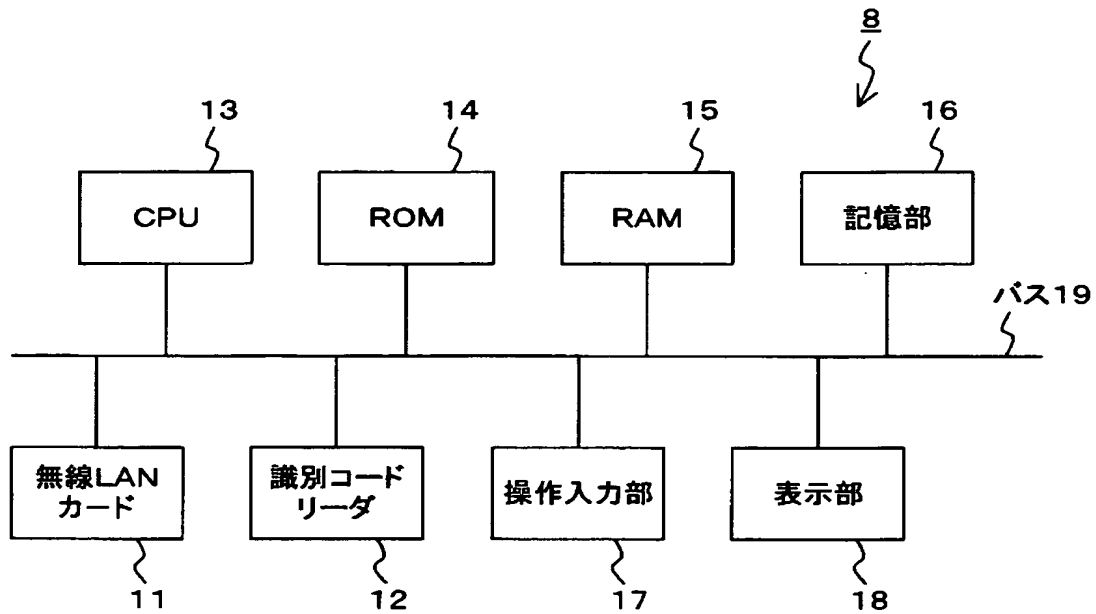 8
13
14
15
16
CPU
ROM
RAM
記憶部
バス19
無線LAN
カード
識別コード
リーダ
操作入力部
表示部
11
12
17
18